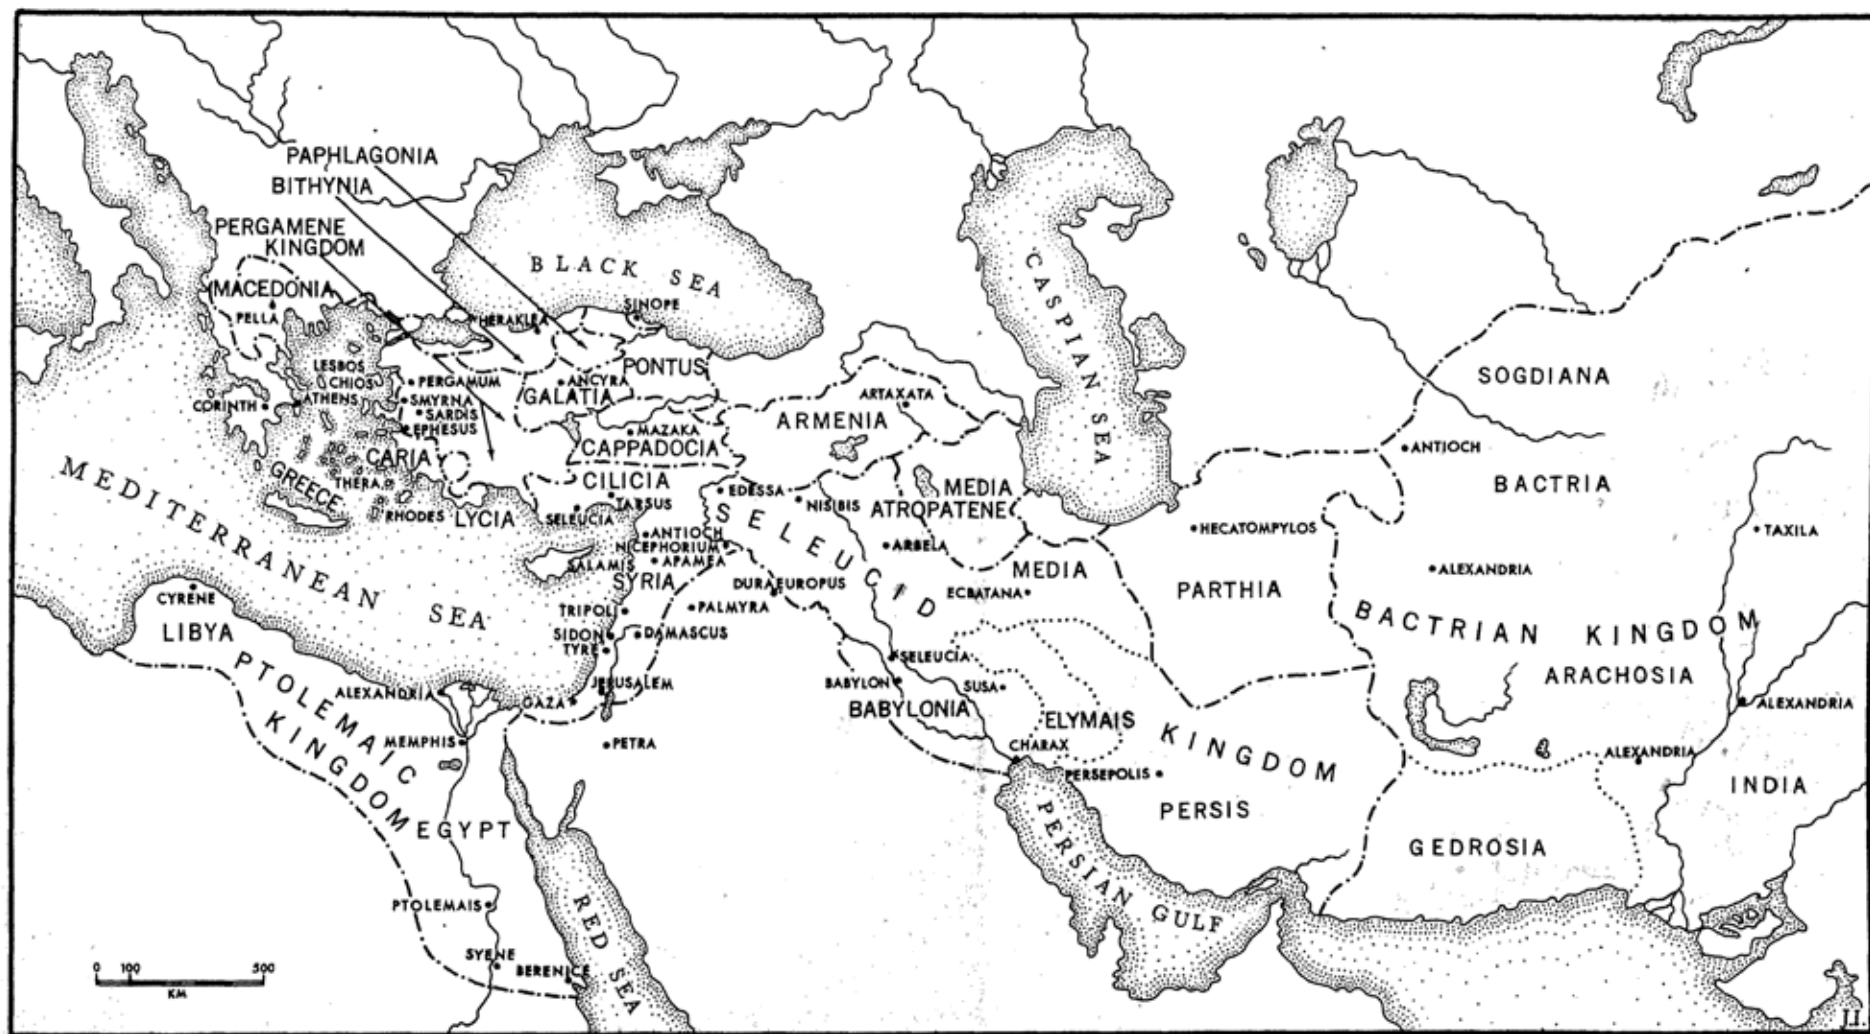 PAPHLAGONIA
BITHYNIA
PERGAMENE
KINGDOM
MACEDONIA
PELLA
BLACK SEA
SINOPE
HERAKLEA
CASPIAN SEA
LESBOS
CHIOS
ATHENS
CORINTH
PERGAMUM
SMYRNA
SARDIS
EPHESUS
ANCYRA
GALATIA
PONTUS
MAZAKA
CAPPADOCIA
ARMENIA
ARTAXATA
SOGDIANA
ANTIOCH
BACTRIA
CARIA
THERA
GREECE
RHODES
LYCIA
CILICIA
TARSUS
SELEUCIA
EDESSA
NISIBIS
MEDIA
ATROPATENE
HECATOMPYLOS
TAXILA
MEDITERRANEAN SEA
ANTIOCH
NICEPHORIUM
APAMEA
SALAMIS
SYRIA
ARBELA
MEDIA
SELEUCID
KINGDOM
DURA EUROPUS
ECBATANA
PARTHIA
ALEXANDRIA
CYRENE
LIBYA
TRIPOLI
PALMYRA
SIDON
DAMASCUS
TYRE
BACTRIAN KINGDOM
ARACHOSIA
PTOLEMAIC
KINGDOM
ALEXANDRIA
JERUSALEM
GAZA
SELEUCIA
BABYLON
SUSA
BABYLONIA
ELYMAIS
ALEXANDRIA
MEMPHIS
PETRA
CHARAX
PERSEPOLIS
ALEXANDRIA
INDIA
EGYPT
PERSIS
PERSIAN GULF
GEDROSIA
PTOLEMAIS
RED SEA
SYENE
BERENICE
0 100 500
KM